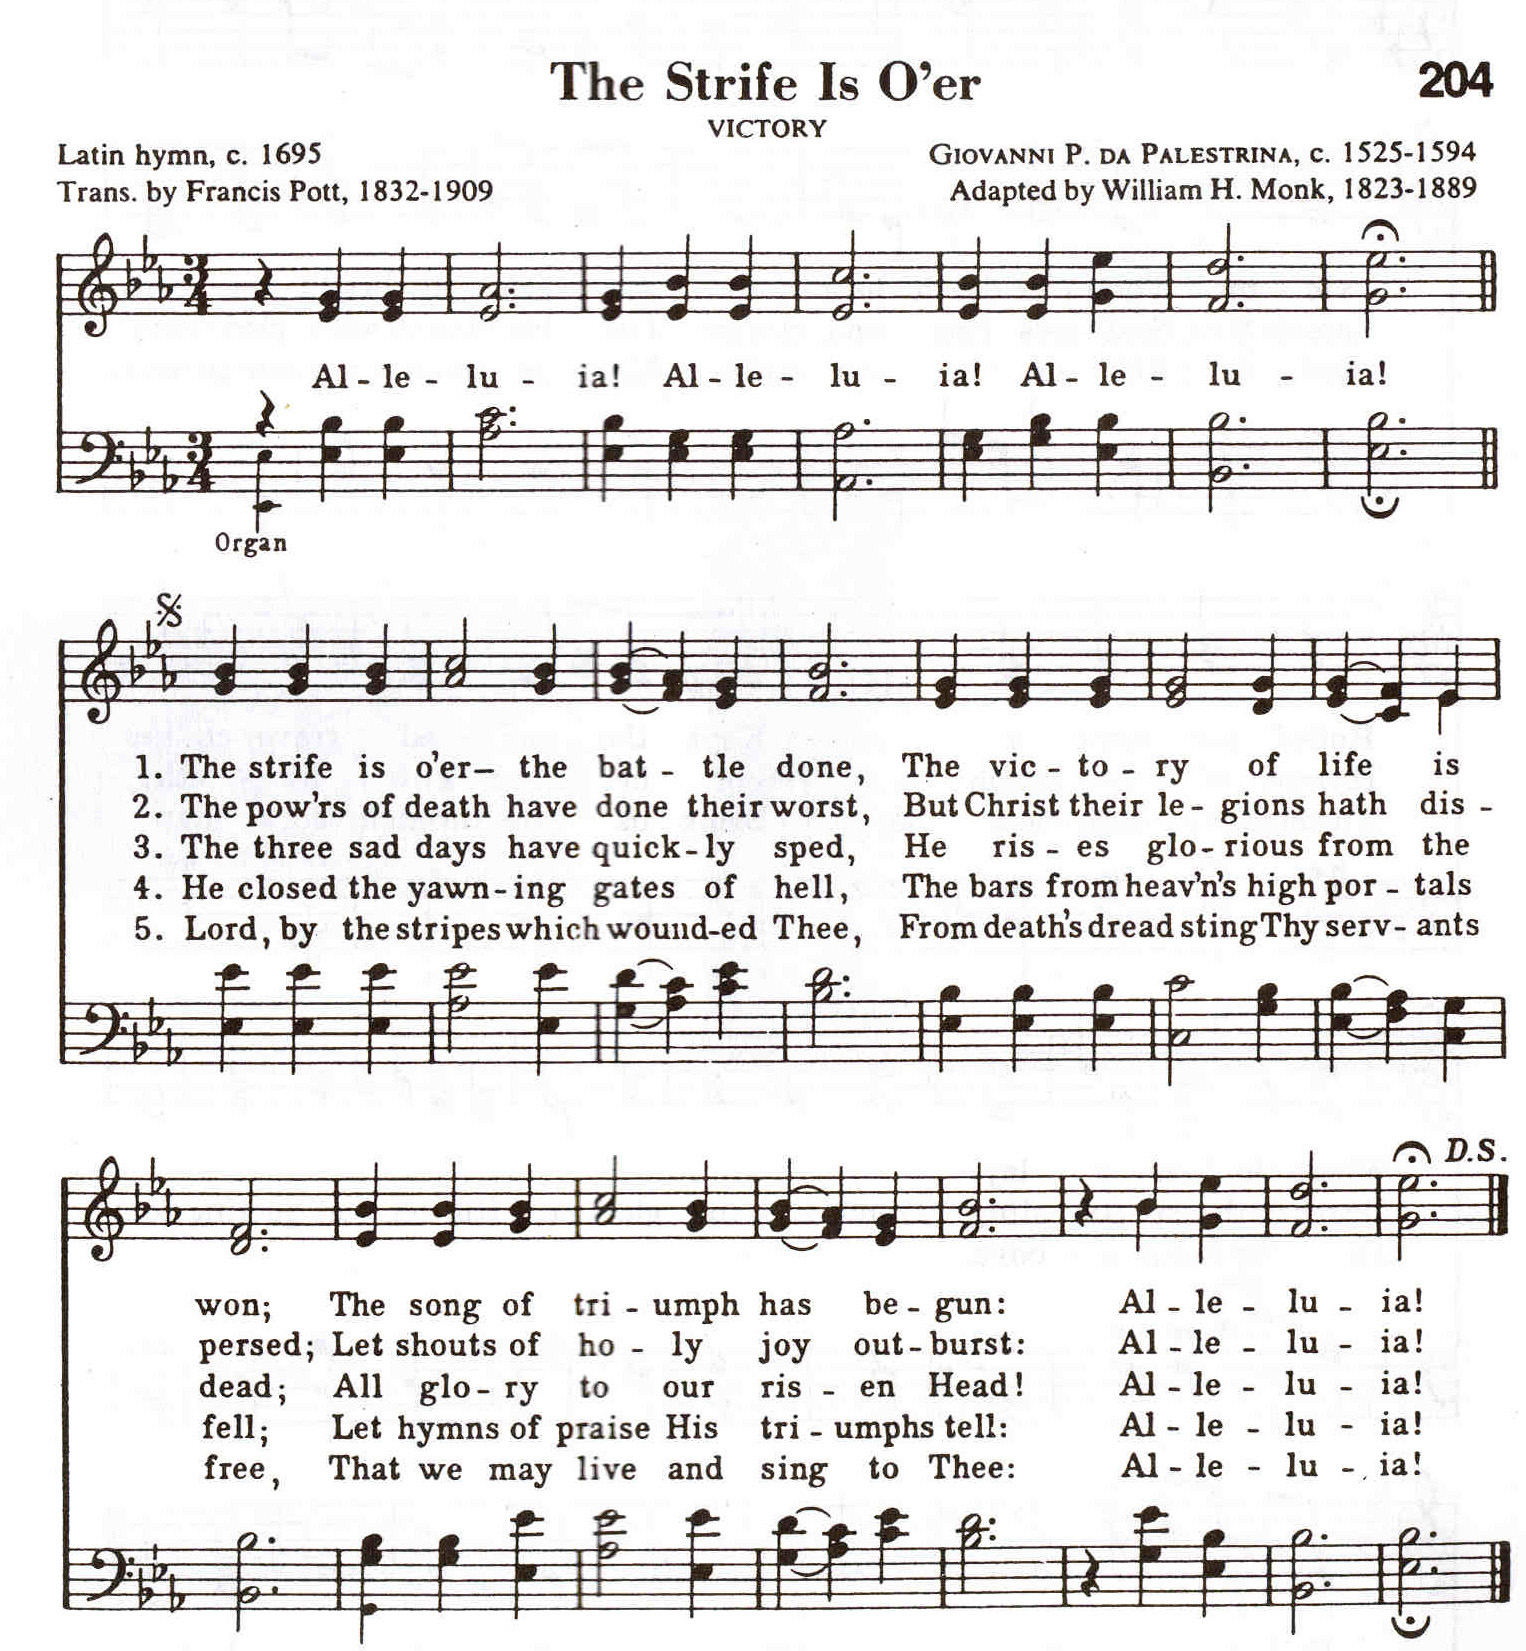 The Strife Is O'er
204
VICTORY
Latin hymn, c. 1695
Trans. by Francis Pott, 1832-1909
GIOVANNI P. DA PALESTRINA, C. 1525-1594
Adapted by William H. Monk, 1823-1889
3/4
Al - le - lu - ia! Al - le - lu - ia! Al - le - lu - ia!
3/4
Organ
1. The strife is o'er— the bat - tle done, The vic - to - ry of life is
2. The pow'rs of death have done their worst, But Christ their le - gions hath dis -
3. The three sad days have quick - ly sped, He ris - es glo - rious from the
4. He closed the yawn - ing gates of hell, The bars from heav'n's high por - tals
5. Lord, by the stripes which wound-ed Thee, From death's dread sting Thy serv - ants
D.S.
won; The song of tri - umph has be - gun: Al - le - lu - ia!
persed; Let shouts of ho - ly joy out - burst: Al - le - lu - ia!
dead; All glo - ry to our ris - en Head! Al - le - lu - ia!
fell; Let hymns of praise His tri - umphs tell: Al - le - lu - ia!
free, That we may live and sing to Thee: Al - le - lu - ia!